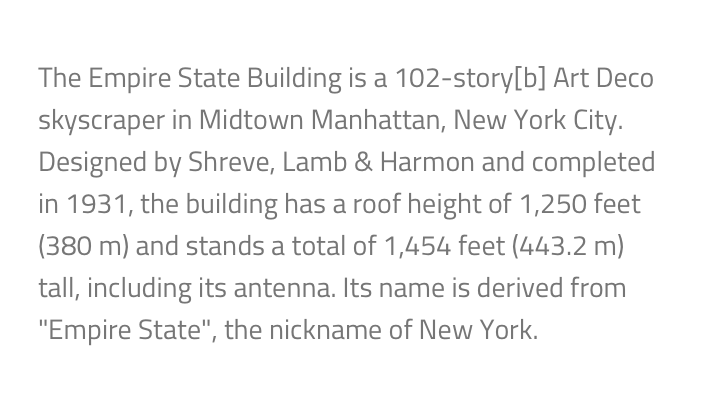 The Empire State Building is a 102-story[b] Art Deco
skyscraper in Midtown Manhattan, New York City.
Designed by Shreve, Lamb & Harmon and completed
in 1931, the building has a roof height of 1,250 feet
(380 m) and stands a total of 1,454 feet (443.2 m)
tall, including its antenna. Its name is derived from
"Empire State", the nickname of New York.